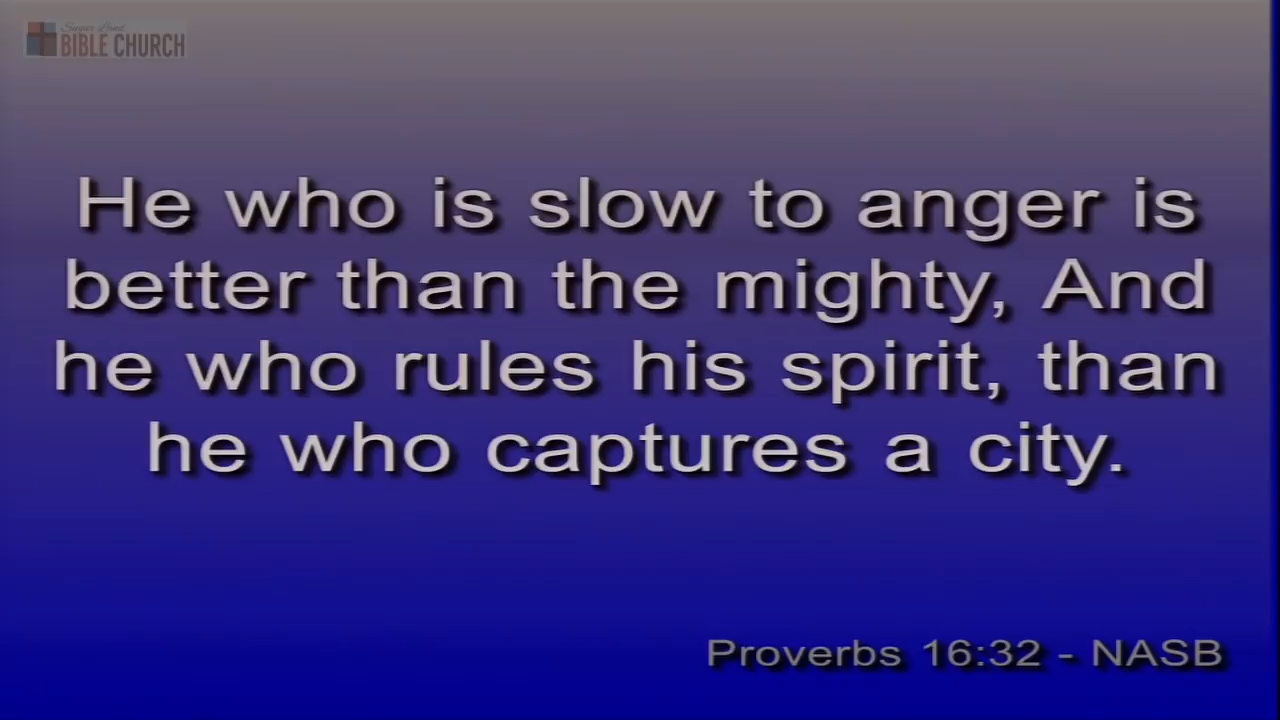 BIBLE CHURCH
He who is slow to anger is
better than the mighty, And
he who rules his spirit, than
he who captures a city.
Proverbs 16:32 - NASB